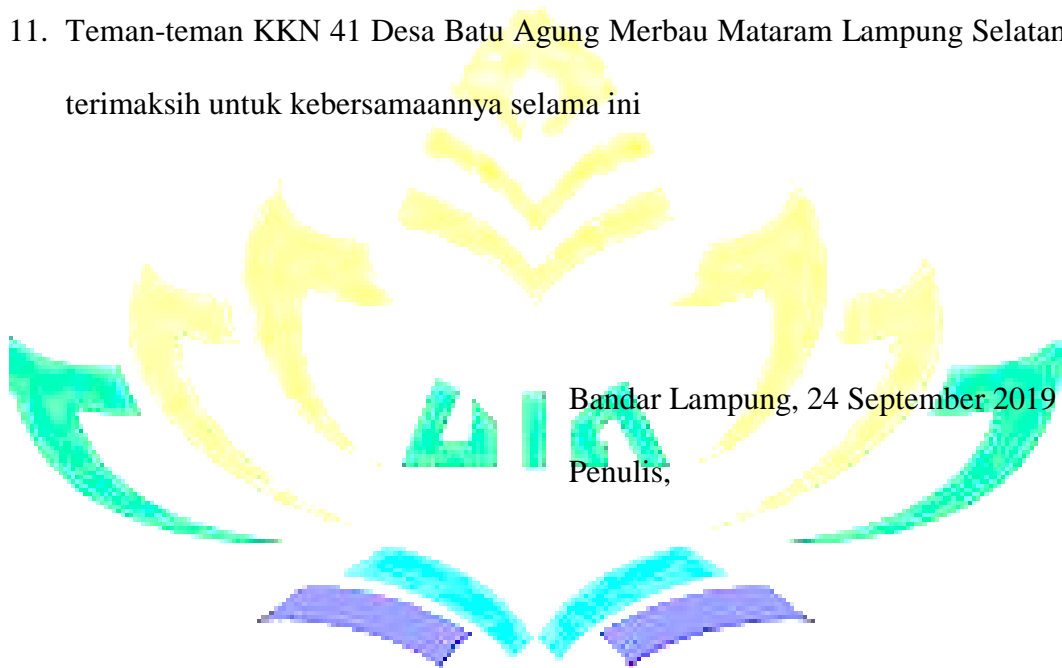 11. Teman-teman KKN 41 Desa Batu Agung Merbau Mataram Lampung Selatan
terimaksih untuk kebersamaannya selama ini
Bandar Lampung, 24 September 2019
Penulis,